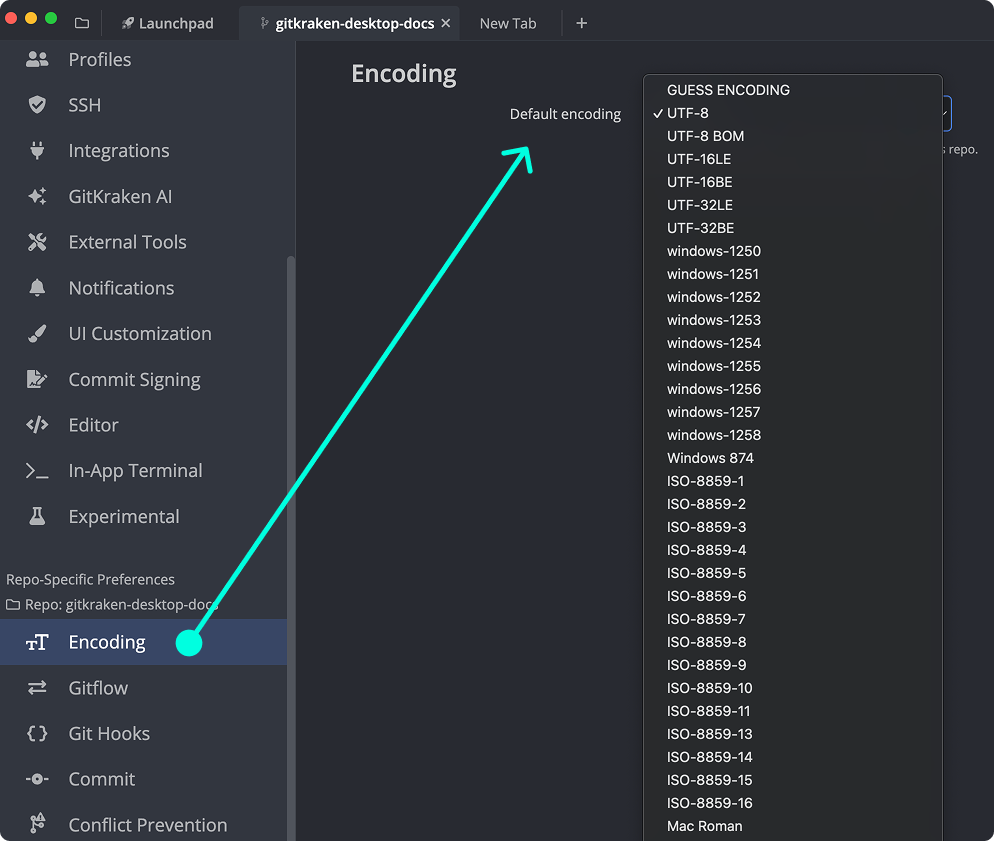 Launchpad
gitkraken-desktop-docs
New Tab
Profiles
SSH
Integrations
GitKraken AI
External Tools
Notifications
UI Customization
Commit Signing
Editor
In-App Terminal
Experimental
Repo-Specific Preferences
Repo: gitkraken-desktop-docs
Encoding
Gitflow
Git Hooks
Commit
Conflict Prevention
Encoding
Default encoding
GUESS ENCODING
✓ UTF-8
UTF-8 BOM
UTF-16LE
UTF-16BE
UTF-32LE
UTF-32BE
windows-1250
windows-1251
windows-1252
windows-1253
windows-1254
windows-1255
windows-1256
windows-1257
windows-1258
Windows 874
ISO-8859-1
ISO-8859-2
ISO-8859-3
ISO-8859-4
ISO-8859-5
ISO-8859-6
ISO-8859-7
ISO-8859-8
ISO-8859-9
ISO-8859-10
ISO-8859-11
ISO-8859-13
ISO-8859-14
ISO-8859-15
ISO-8859-16
Mac Roman
repo.